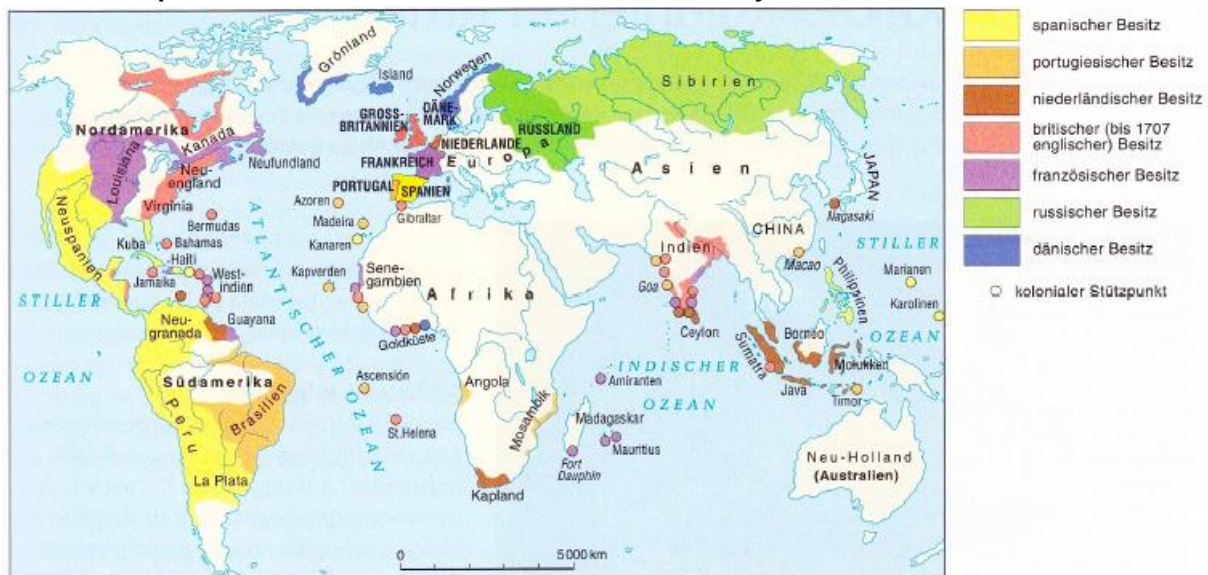 Grönland
Island
Norwegen
Sibirien
GROSS-
BRITANNIEN
DÄNE-
MARK
RUSSLAND
Nordamerika
Kanada
NIEDERLANDE
Louisiana
Neufundland
FRANKREICH
Europa
Neu-
england
Asien
JAPAN
PORTUGAL
SPANIEN
Neuspanien
Virginia
Azoren
Gibraltar
Nagasaki
Bermudas
Madeira
CHINA
Kuba
Bahamas
Kanaren
Indien
STILLER
Haiti
Macao
Jamaika
West-
indien
Kapverden
Sene-
gambien
Goa
Philippinen
Marianen
STILLER
ATLANTISCHER
Afrika
Karolinen
Neu-
granada
Guayana
Goldküste
Ceylon
Borneo
OZEAN
Sumatra
Molukken
INDISCHER
OZEAN
Südamerika
Ascensión
Angola
Amiranten
Java
Timor
OZEAN
OZEAN
Peru
Brasilien
Mosambik
Madagaskar
St.Helena
Mauritius
Fort
Dauphin
Neu-Holland
(Australien)
La Plata
Kapland
0
5000 km
spanischer Besitz
portugiesischer Besitz
niederländischer Besitz
britischer (bis 1707
englischer) Besitz
französischer Besitz
russischer Besitz
dänischer Besitz
kolonialer Stützpunkt